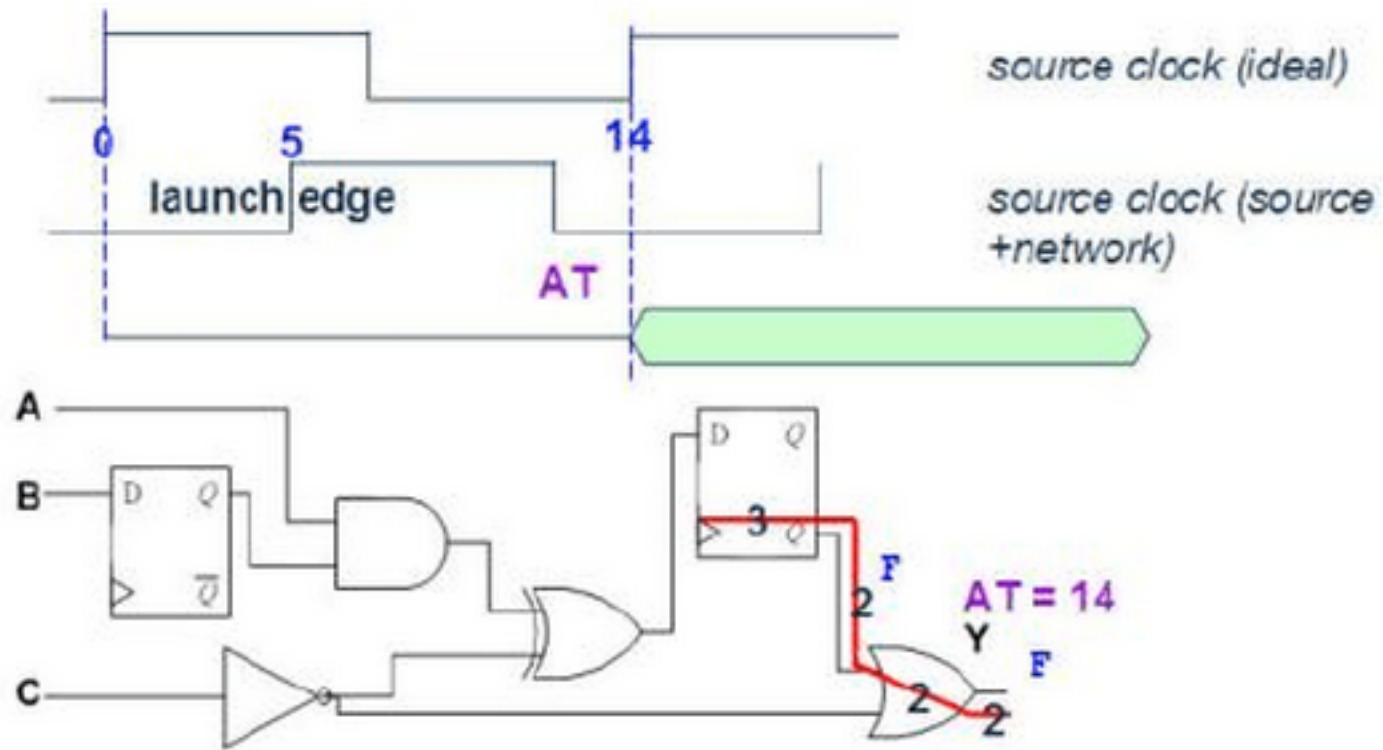 source clock (ideal)
0 5 14
launch edge
source clock (source
+network)
AT
A
B
D Q
Q
C
D Q
3 Q
F
2
AT = 14
Y
F
2
2